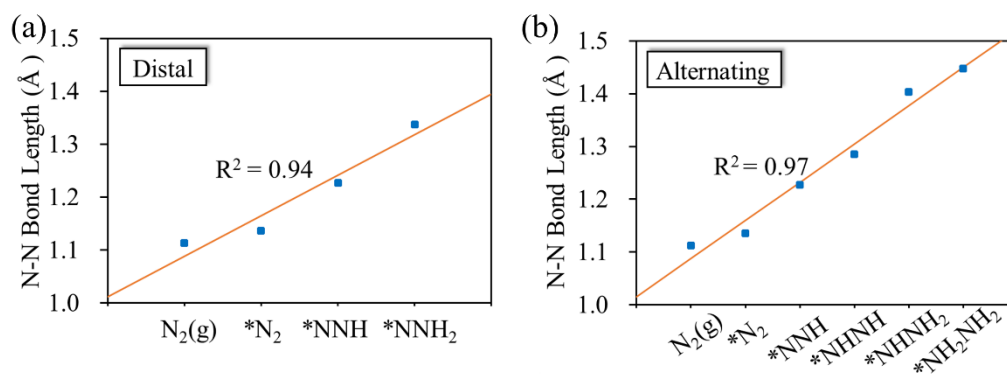 (a)
Distal
N-N Bond Length (Å)
1.5
1.4
1.3
1.2
1.1
1.0
R² = 0.94
N₂(g) *N₂ *NNH *NNH₂
(b)
Alternating
N-N Bond Length (Å)
1.5
1.4
1.3
1.2
1.1
1.0
R² = 0.97
N₂(g) *N₂ *NNH *NHNH *NHNH₂ *NH₂NH₂